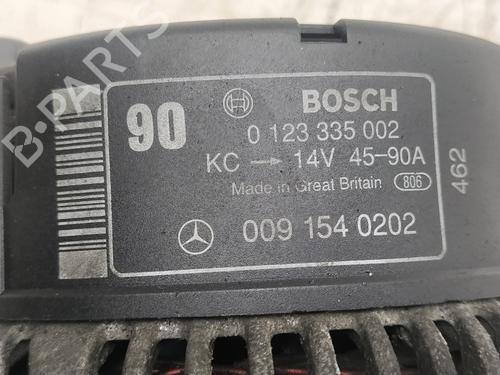 B-PARTS
90
BOSCH
0 123 335 002
KC → 14V 45-90A
Made in Great Britain 806
009 154 0202
462